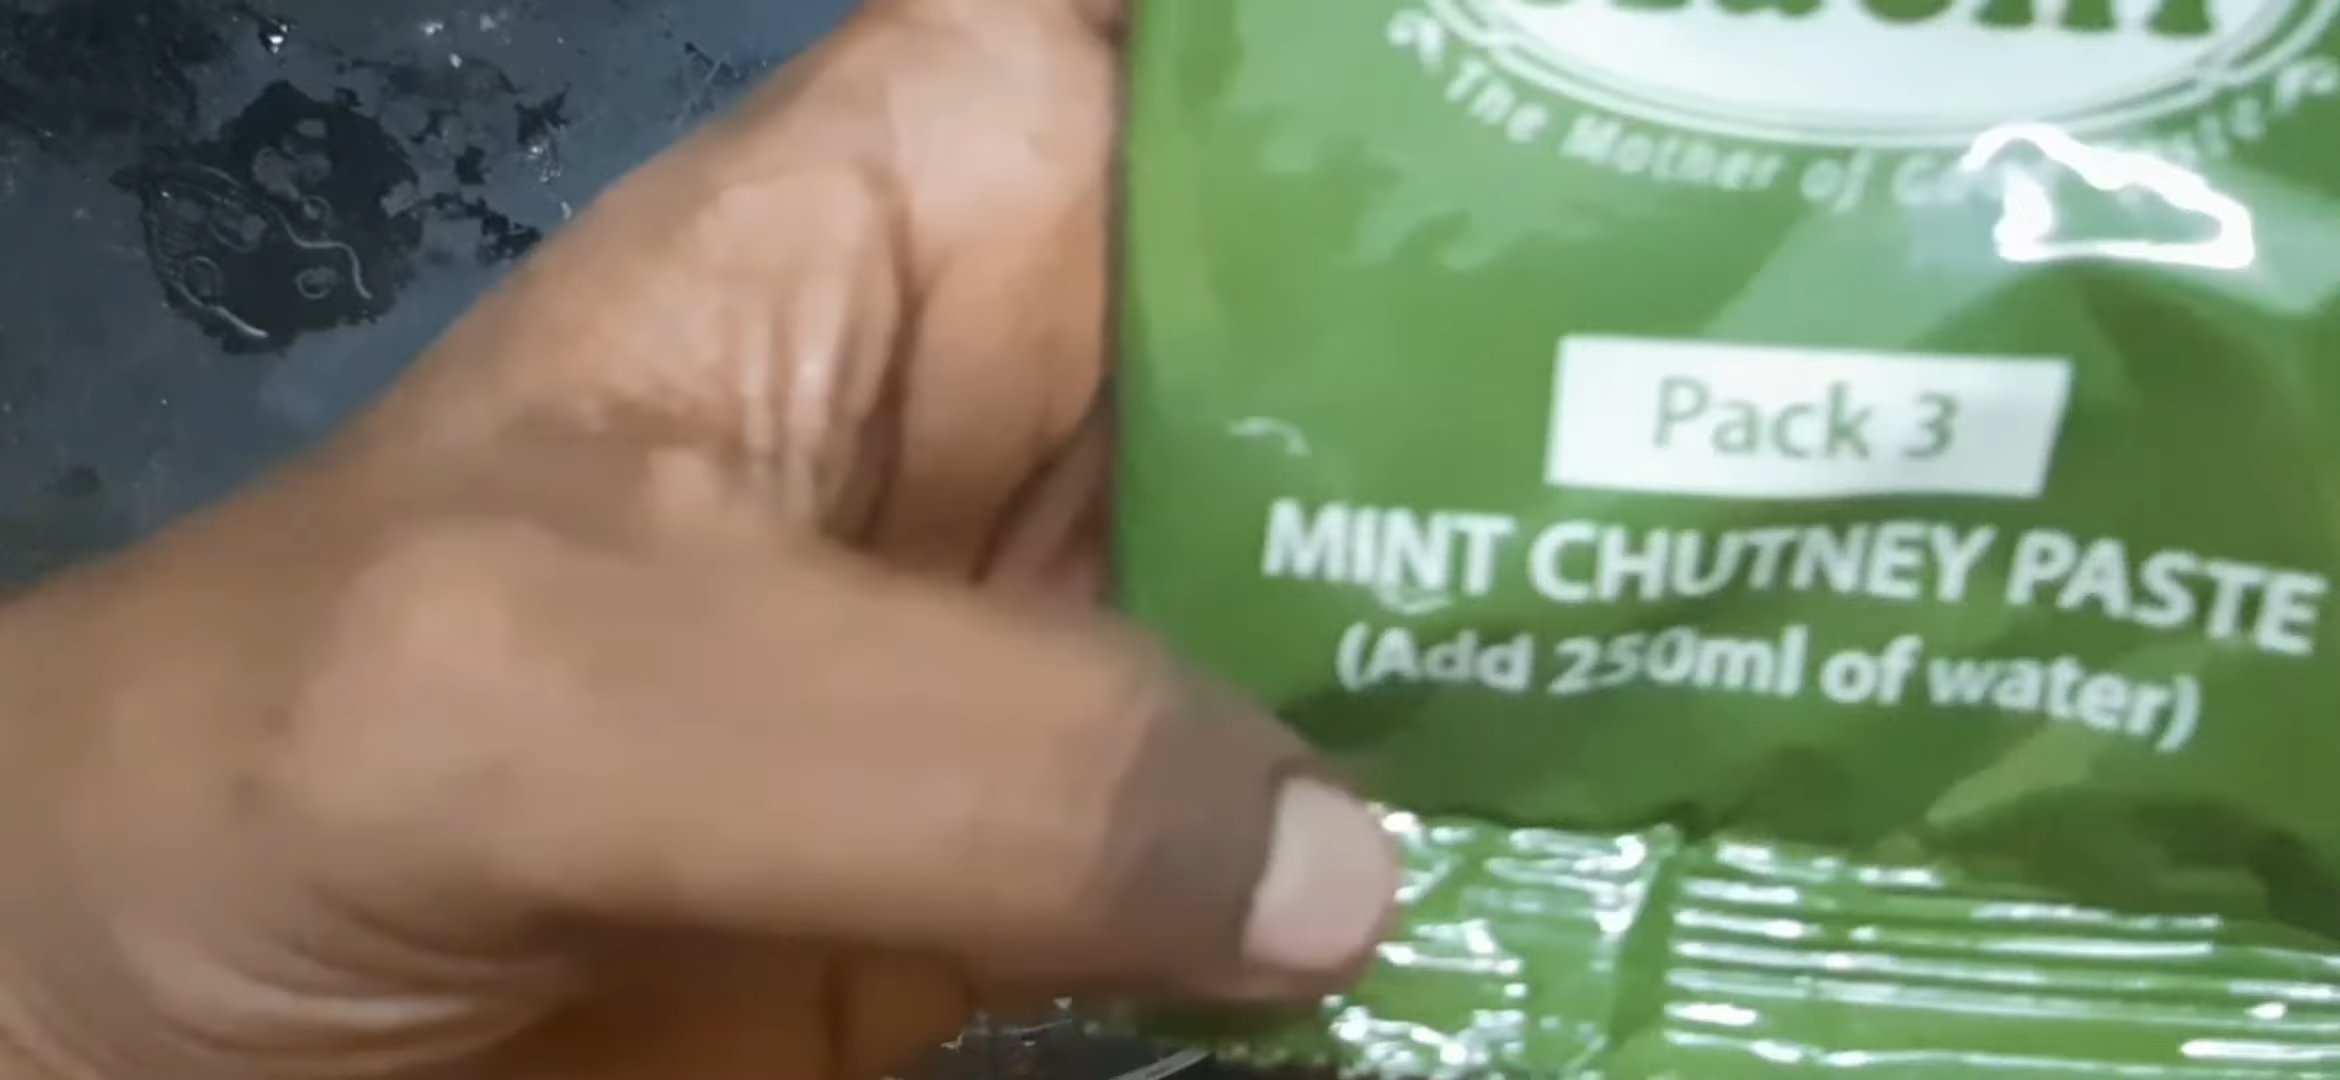 The Mother of
Pack 3
MINT CHUTNEY PASTE
(Add 250ml of water)